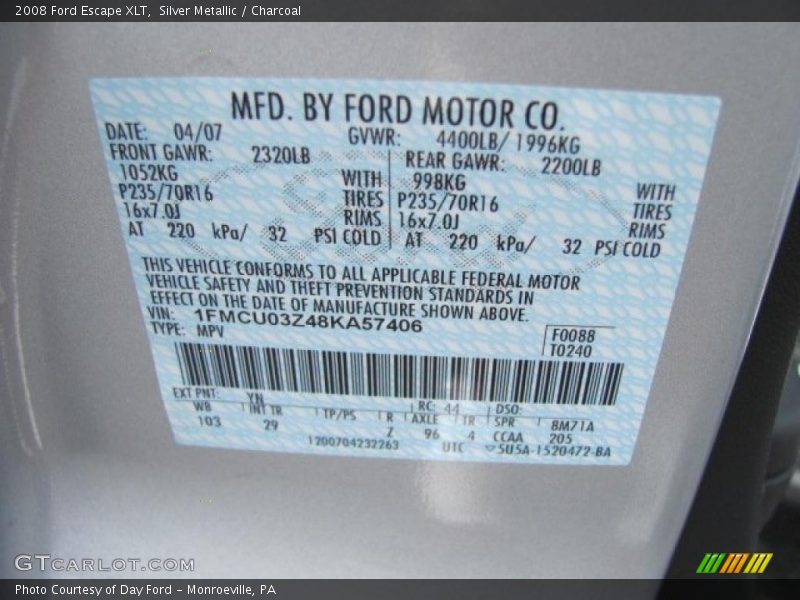 2008 Ford Escape XLT,  Silver Metallic / Charcoal
MFD. BY FORD MOTOR CO.
DATE: 04/07 GVWR: 4400LB/ 1996KG
FRONT GAWR: 2320LB REAR GAWR: 2200LB
1052KG WITH 998KG WITH
P235/70R16 TIRES P235/70R16 TIRES
16x7.0J RIMS 16x7.0J RIMS
AT 220 kPa/ 32 PSI COLD AT 220 kPa/ 32 PSI COLD
THIS VEHICLE CONFORMS TO ALL APPLICABLE FEDERAL MOTOR
VEHICLE SAFETY AND THEFT PREVENTION STANDARDS IN
EFFECT ON THE DATE OF MANUFACTURE SHOWN ABOVE.
VIN: 1FMCU03Z48KA57406
TYPE: MPV
F0088
T0240
EXT PNT: YN RC: 44 DSO:
WB INT TR TP/PS R AXLE TR SPR 8M71A
103 29 Z 96 4 CCAA 205
1200704232263 UTC 5U5A-1520472-BA
GTCARLOT.COM
Photo Courtesy of Day Ford - Monroeville, PA